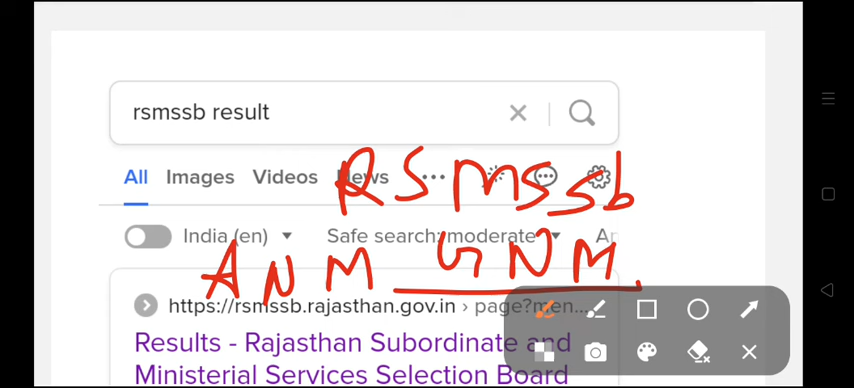 rsmssb result
All Images Videos News ...
RSMSSb
India (en) Safe search: moderate
ANM GNM
https://rsmssb.rajasthan.gov.in › page?men...
Results - Rajasthan Subordinate and
Ministerial Services Selection Board